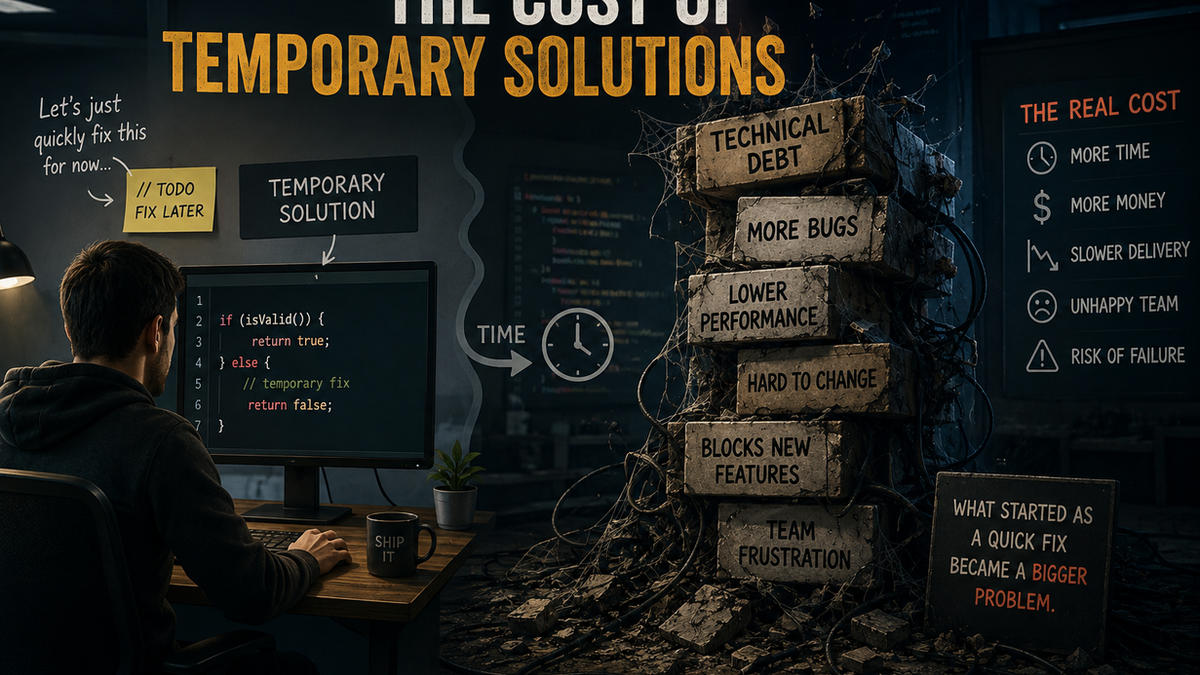 THE COST OF
TEMPORARY SOLUTIONS
Let's just
quickly fix this
for now...
// TODO
FIX LATER
TEMPORARY
SOLUTION
1
2 if (isValid()) {
3 return true;
4 } else {
5 // temporary fix
6 return false;
7 }
SHIP
IT
TIME
TECHNICAL
DEBT
MORE BUGS
LOWER
PERFORMANCE
HARD TO CHANGE
BLOCKS NEW
FEATURES
TEAM
FRUSTRATION
THE REAL COST
MORE TIME
$ MORE MONEY
SLOWER DELIVERY
UNHAPPY TEAM
RISK OF FAILURE
WHAT STARTED AS
A QUICK FIX
BECAME A BIGGER
PROBLEM.